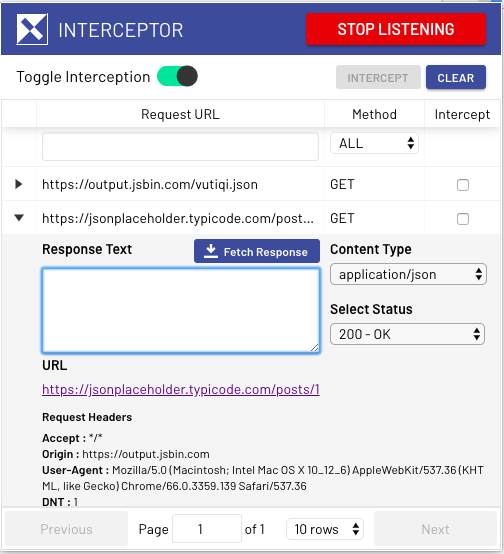 INTERCEPTOR
STOP LISTENING
Toggle Interception
INTERCEPT
CLEAR
Request URL Method Intercept
ALL
https://output.jsbin.com/vutiqi.json GET
https://jsonplaceholder.typicode.com/post... GET
Response Text
Fetch Response
Content Type
application/json
Select Status
200 - OK
URL
https://jsonplaceholder.typicode.com/posts/1
Request Headers
Accept : */*
Origin : https://output.jsbin.com
User-Agent : Mozilla/5.0 (Macintosh; Intel Mac OS X 10_12_6) AppleWebKit/537.36 (KHT
ML, like Gecko) Chrome/66.0.3359.139 Safari/537.36
DNT : 1
Previous Page 1 of 1 10 rows Next